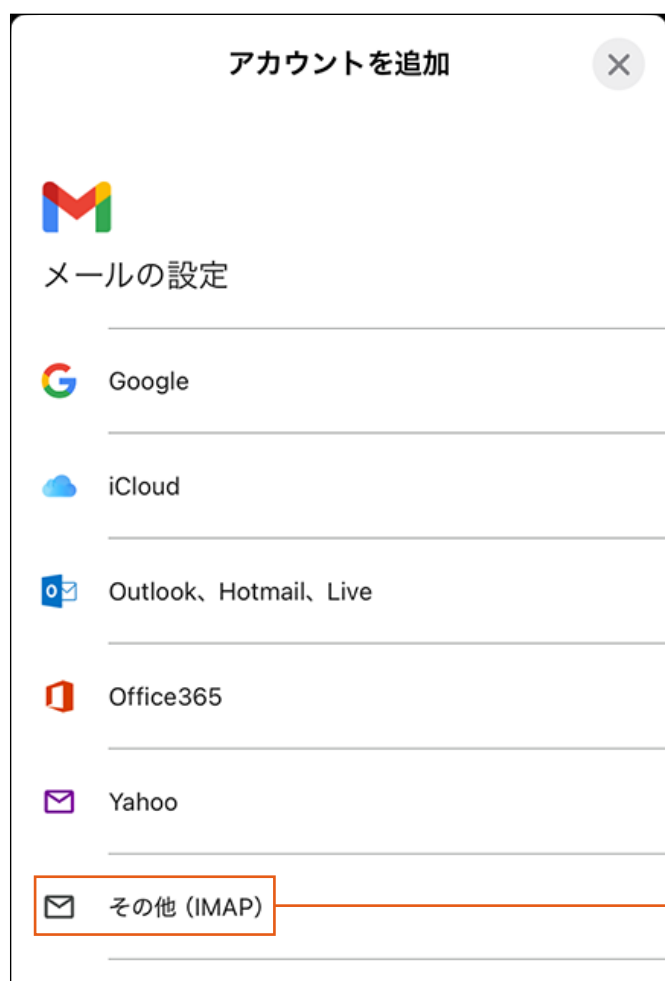 アカウントを追加
メールの設定
Google
iCloud
Outlook、Hotmail、Live
Office365
Yahoo
その他（IMAP）